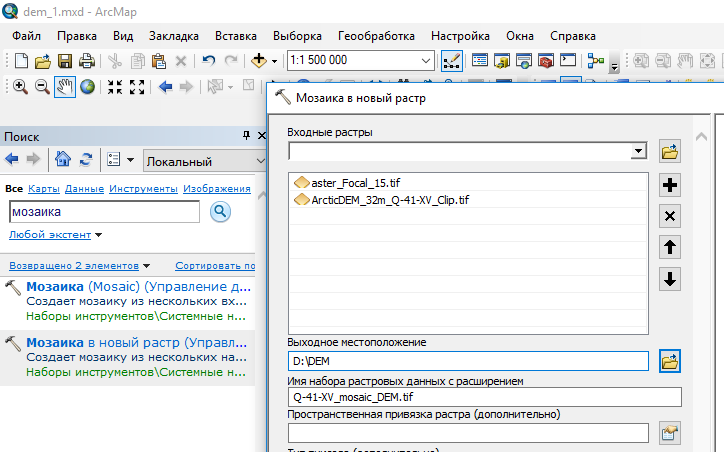 dem_1.mxd - ArcMap
Файл Правка Вид Закладка Вставка Выборка Геообработка Настройка Окна Справка
1:1 500 000
Мозаика в новый растр
Поиск
Локальный
Все Карты Данные Инструменты Изображения
мозаика
Любой экстент
Возвращено 2 элементов Сортировать по
Мозаика (Mosaic) (Управление д...
Создает мозаику из нескольких вх...
Наборы инструментов\Системные н...
Мозаика в новый растр (Управл...
Создает мозаику из нескольких на...
Наборы инструментов\Системные н...
Входные растры
aster_Focal_15.tif
ArcticDEM_32m_Q-41-XV_Clip.tif
Выходное местоположение
D:\DEM
Имя набора растровых данных с расширением
Q-41-XV_mosaic_DEM.tif
Пространственная привязка растра (дополнительно)